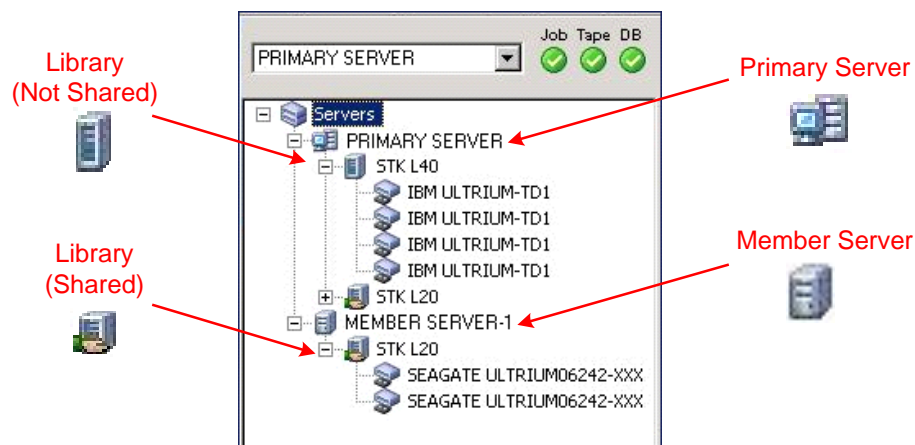 Job Tape DB
PRIMARY SERVER
Library
(Not Shared)
Primary Server
Servers
PRIMARY SERVER
STK L40
IBM ULTRIUM-TD1
IBM ULTRIUM-TD1
IBM ULTRIUM-TD1
IBM ULTRIUM-TD1
Library
(Shared)
Member Server
STK L20
MEMBER SERVER-1
STK L20
SEAGATE ULTRIUM06242-XXX
SEAGATE ULTRIUM06242-XXX